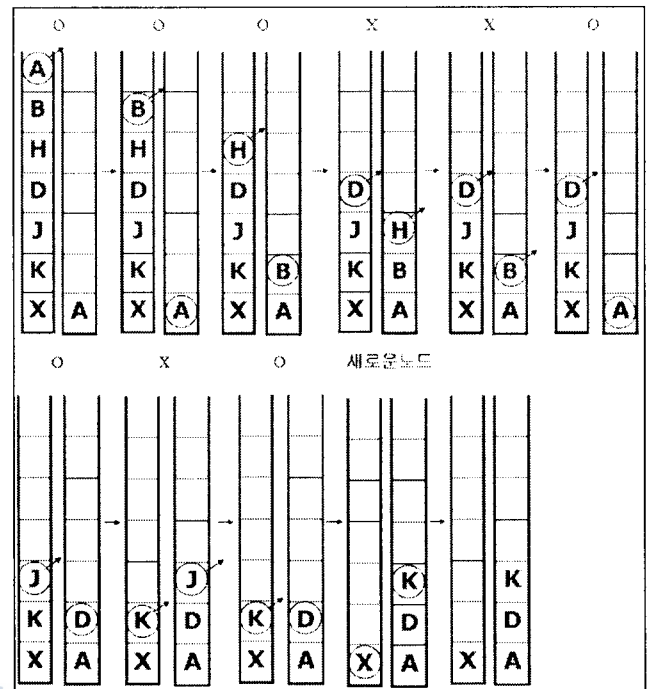 O O O X X O
A
B B
H H H
D D D D D D
J J J J H J J
K K K B K B K B K
X A X A X A X A X A X A
O X O 새로운노드
J J K K
K D K D K D D D
X A X A X A X A X A